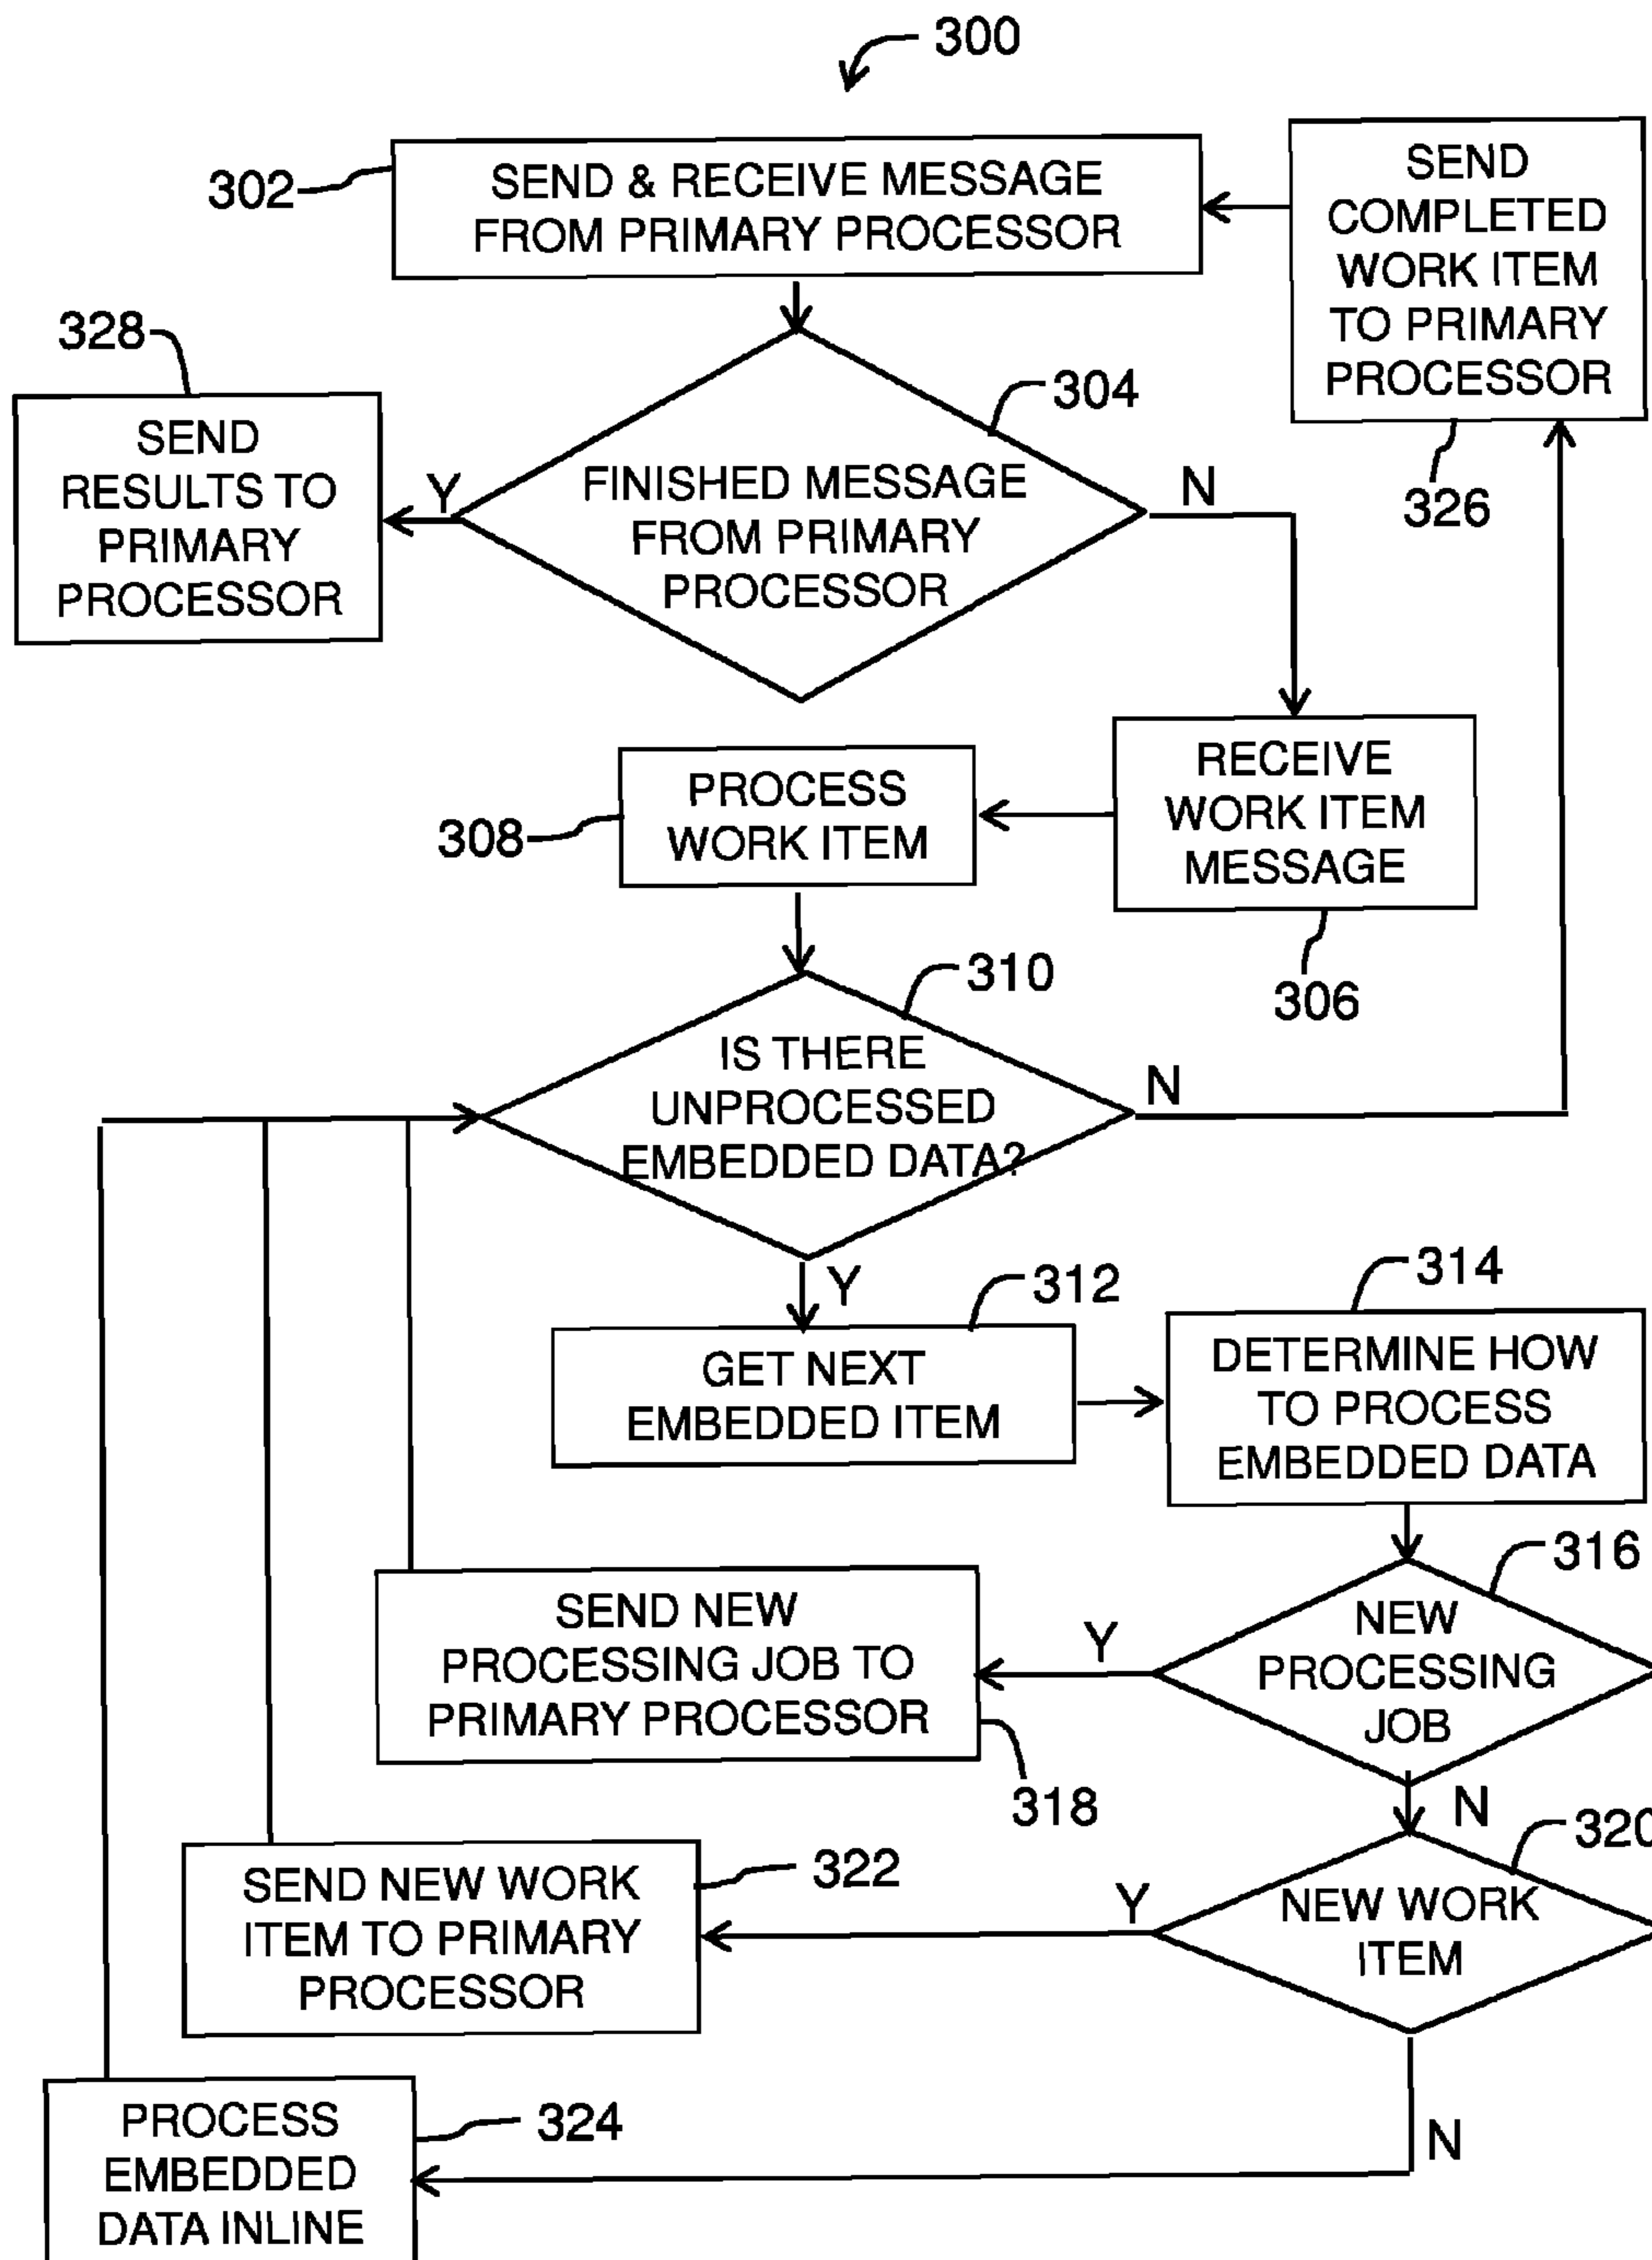 300
302
SEND & RECEIVE MESSAGE
FROM PRIMARY PROCESSOR
SEND
COMPLETED
WORK ITEM
TO PRIMARY
PROCESSOR
326
328
SEND
RESULTS TO
PRIMARY
PROCESSOR
Y
304
FINISHED MESSAGE
FROM PRIMARY
PROCESSOR
N
308
PROCESS
WORK ITEM
RECEIVE
WORK ITEM
MESSAGE
306
310
IS THERE
UNPROCESSED
EMBEDDED DATA?
N
Y
312
GET NEXT
EMBEDDED ITEM
314
DETERMINE HOW
TO PROCESS
EMBEDDED DATA
316
NEW
PROCESSING
JOB
Y
SEND NEW
PROCESSING JOB TO
PRIMARY PROCESSOR
318
N
320
NEW WORK
ITEM
Y
322
SEND NEW WORK
ITEM TO PRIMARY
PROCESSOR
N
324
PROCESS
EMBEDDED
DATA INLINE